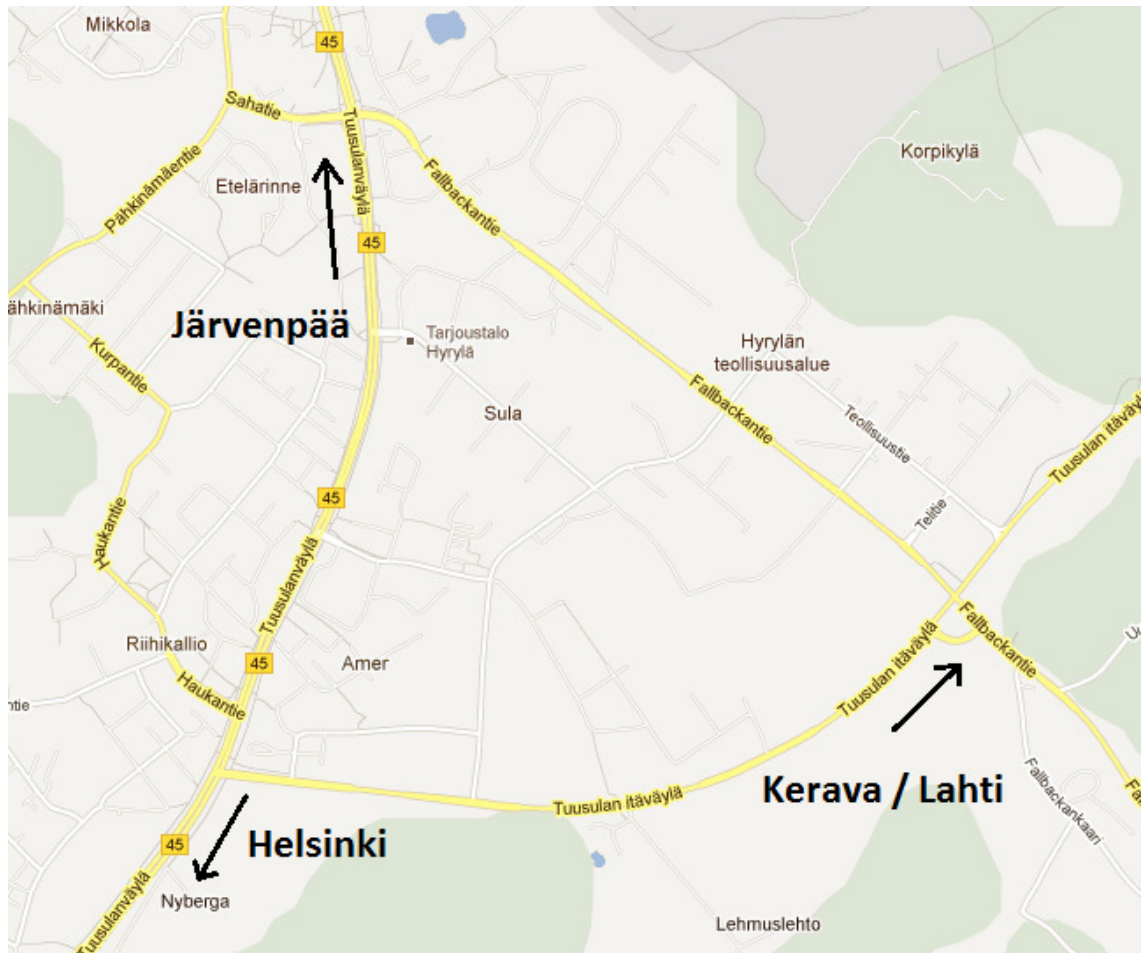 Mikkola
45
Sahatie
Tuusulanväylä
Fallbackantie
Korpikylä
Pähkinämäentie
Etelärinne
45
Järvenpää
ähkinämäki
Tarjoustalo
Hyrylä
Hyrylän
teollisuusalue
Kurpantie
Fallbackantie
Sula
Teollisuustie
Tuusulan itäväylä
45
Haukantie
Telitie
Tuusulanväylä
Fallbackantie
Riihikallio
45
Amer
Tuusulan itäväylä
Haukantie
ntie
Kerava / Lahti
Tuusulan itäväylä
Fallbackankaari
45
Helsinki
Nyberga
Tuusulanväylä
Lehmuslehto